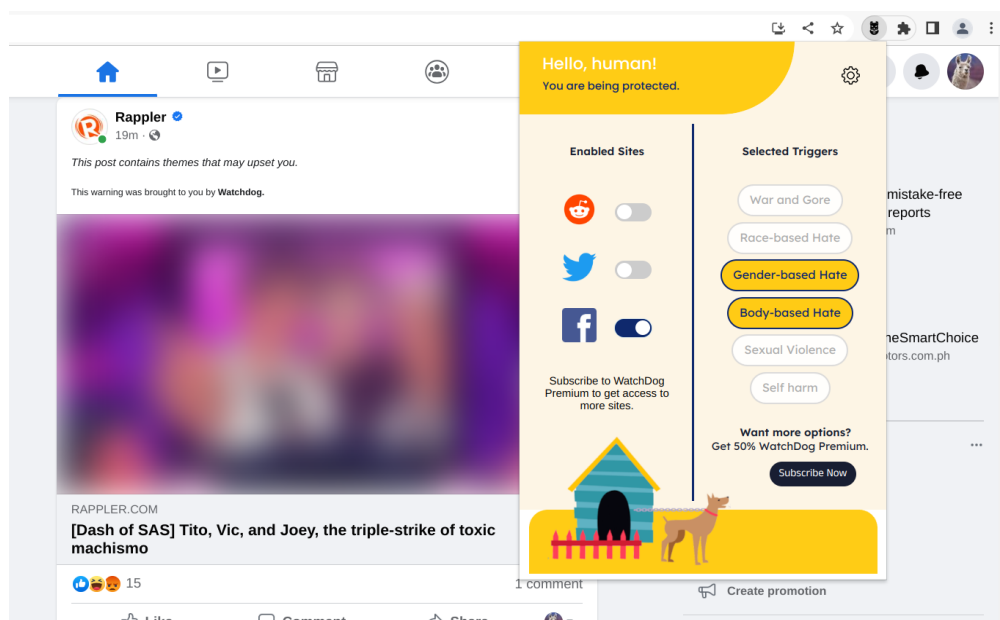 Hello, human!
You are being protected.
Rappler
19m ·
This post contains themes that may upset you.
This warning was brought to you by Watchdog.
RAPPLER.COM
[Dash of SAS] Tito, Vic, and Joey, the triple-strike of toxic
machismo
15
1 comment
Like
Comment
Share
Enabled Sites
Subscribe to WatchDog
Premium to get access to
more sites.
Selected Triggers
War and Gore
Race-based Hate
Gender-based Hate
Body-based Hate
Sexual Violence
Self harm
Want more options?
Get 50% WatchDog Premium.
Subscribe Now
mistake-free
reports
m
neSmartChoice
tors.com.ph
Create promotion